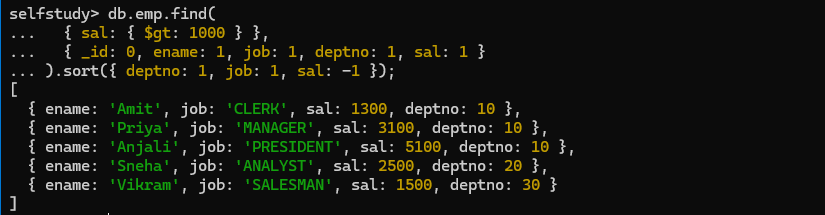 selfstudy> db.emp.find(
...   { sal: { $gt: 1000 } },
...   { _id: 0, ename: 1, job: 1, deptno: 1, sal: 1 }
... ).sort({ deptno: 1, job: 1, sal: -1 });
[
  { ename: 'Amit', job: 'CLERK', sal: 1300, deptno: 10 },
  { ename: 'Priya', job: 'MANAGER', sal: 3100, deptno: 10 },
  { ename: 'Anjali', job: 'PRESIDENT', sal: 5100, deptno: 10 },
  { ename: 'Sneha', job: 'ANALYST', sal: 2500, deptno: 20 },
  { ename: 'Vikram', job: 'SALESMAN', sal: 1500, deptno: 30 }
]